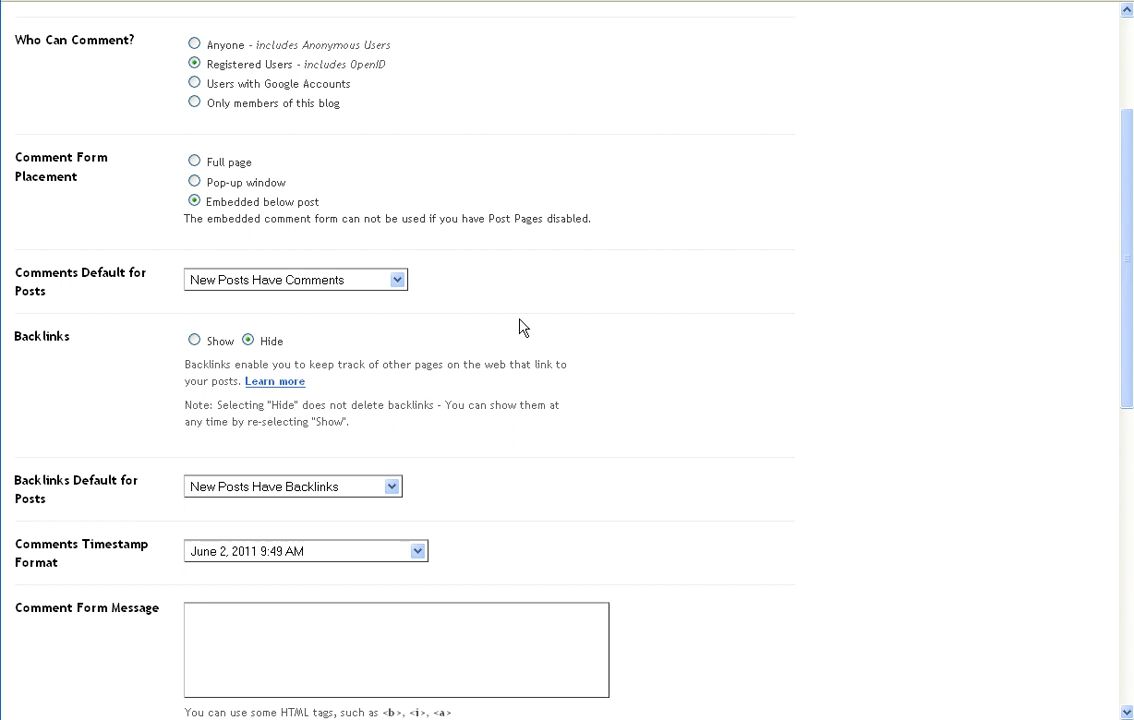 Who Can Comment?
Anyone - includes Anonymous Users
Registered Users - includes OpenID
Users with Google Accounts
Only members of this blog
Comment Form
Placement
Full page
Pop-up window
Embedded below post
The embedded comment form can not be used if you have Post Pages disabled.
Comments Default for
Posts
New Posts Have Comments
Backlinks
Show Hide
Backlinks enable you to keep track of other pages on the web that link to
your posts. Learn more
Note: Selecting "Hide" does not delete backlinks - You can show them at
any time by re-selecting "Show".
Backlinks Default for
Posts
New Posts Have Backlinks
Comments Timestamp
Format
June 2, 2011 9:49 AM
Comment Form Message
You can use some HTML tags, such as <b>, <i>, <a>